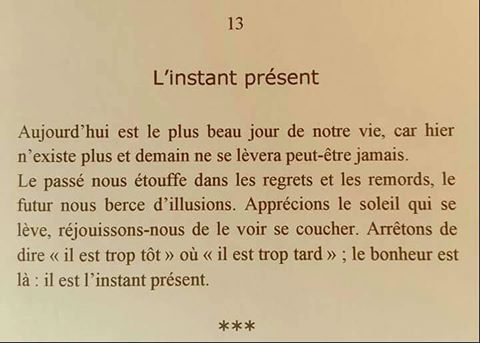 13
L'instant présent
Aujourd'hui est le plus beau jour de notre vie, car hier
n'existe plus et demain ne se lèvera peut-être jamais.
Le passé nous étouffe dans les regrets et les remords, le
futur nous berce d'illusions. Apprécions le soleil qui se
lève, réjouissons-nous de le voir se coucher. Arrêtons de
dire « il est trop tôt » où « il est trop tard » ; le bonheur est
là : il est l'instant présent.
***